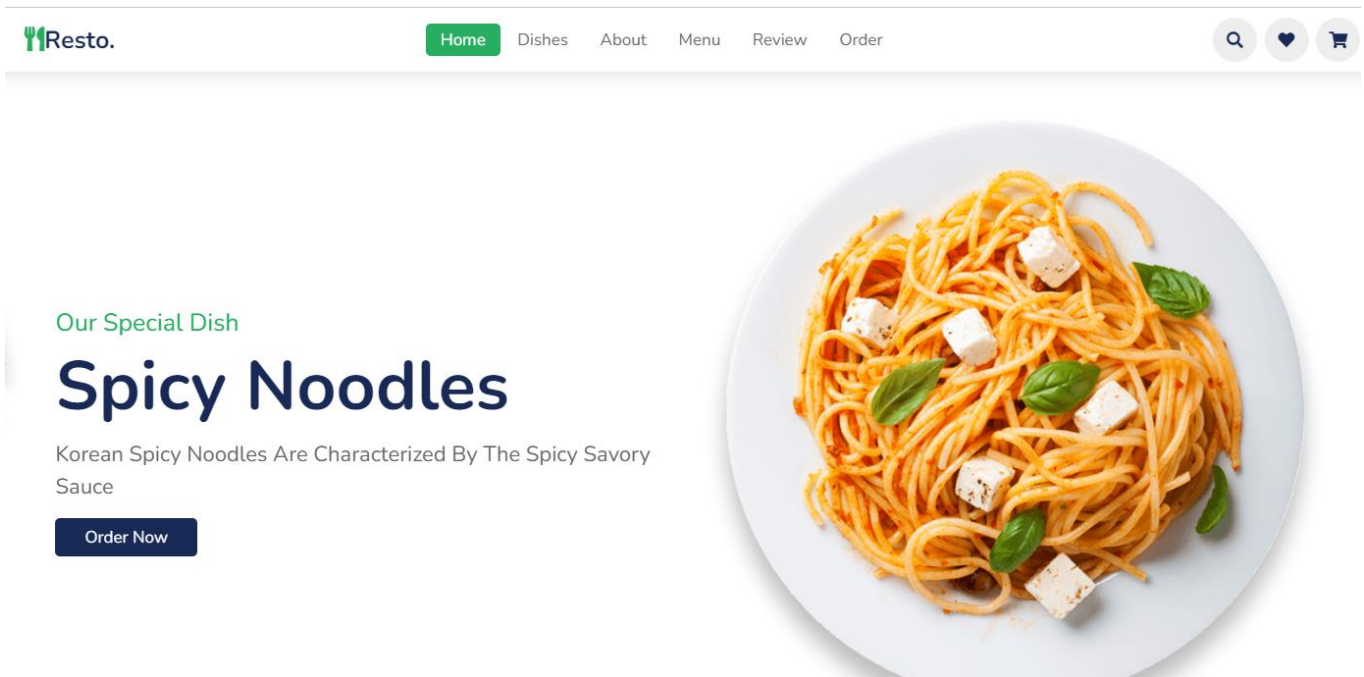 Resto.
Home Dishes About Menu Review Order
Our Special Dish
Spicy Noodles
Korean Spicy Noodles Are Characterized By The Spicy Savory
Sauce
Order Now